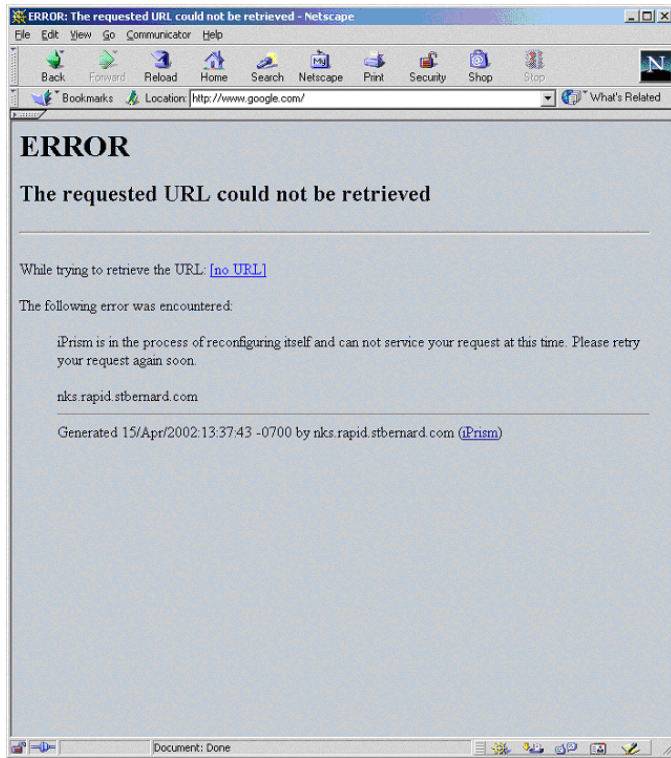 ERROR: The requested URL could not be retrieved - Netscape
File Edit View Go Communicator Help
Back Forward Reload Home Search Netscape Print Security Shop Stop
N
Bookmarks Location: http://www.google.com/ What's Related
ERROR
The requested URL could not be retrieved
While trying to retrieve the URL: [no URL]
The following error was encountered:
iPrism is in the process of reconfiguring itself and can not service your request at this time. Please retry
your request again soon.
nks.rapid.stbernard.com
Generated 15/Apr/2002:13:37:43 -0700 by nks.rapid.stbernard.com (iPrism)
Document: Done